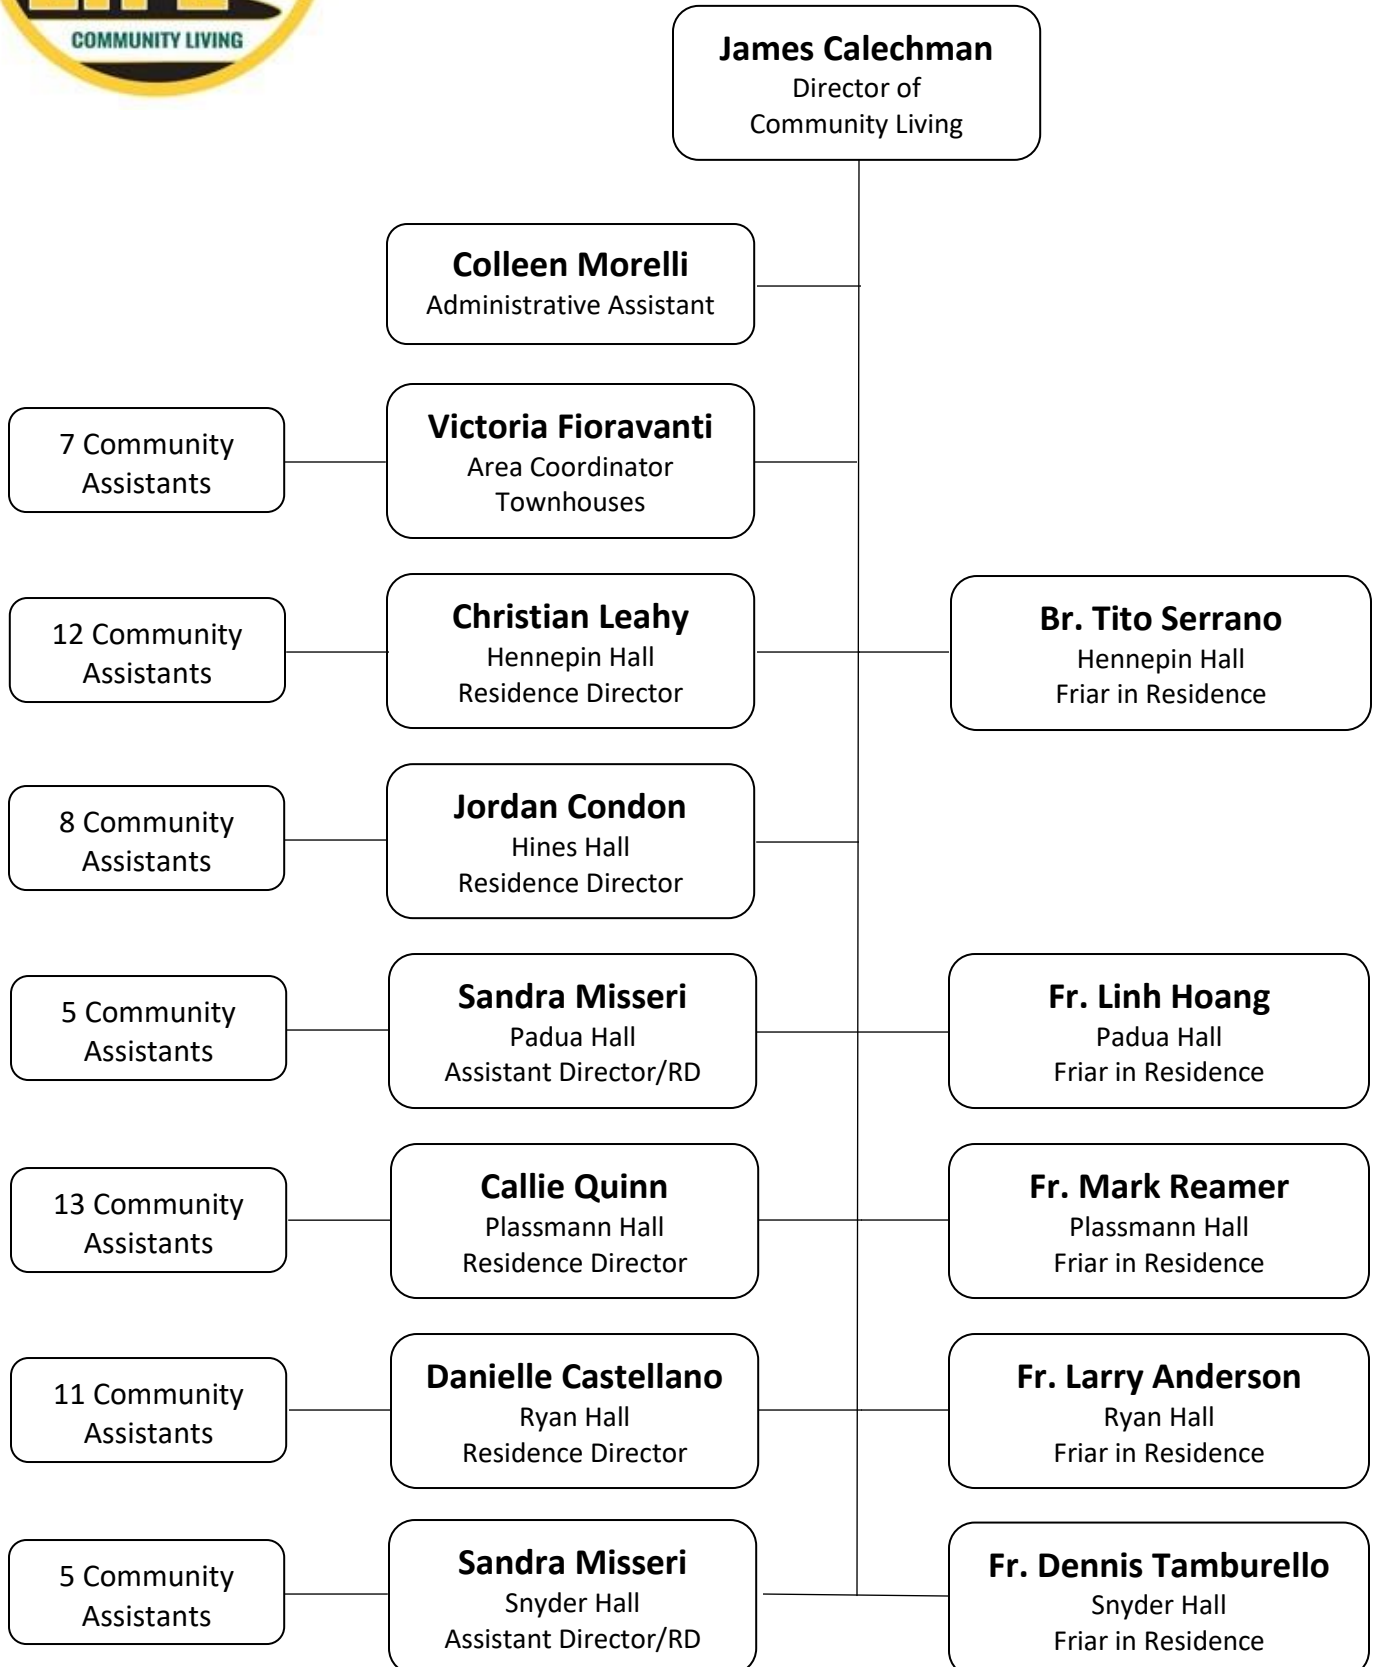 COMMUNITY LIVING
James Calechman
Director of
Community Living
Colleen Morelli
Administrative Assistant
7 Community
Assistants
Victoria Fioravanti
Area Coordinator
Townhouses
12 Community
Assistants
Christian Leahy
Hennepin Hall
Residence Director
Br. Tito Serrano
Hennepin Hall
Friar in Residence
8 Community
Assistants
Jordan Condon
Hines Hall
Residence Director
5 Community
Assistants
Sandra Misseri
Padua Hall
Assistant Director/RD
Fr. Linh Hoang
Padua Hall
Friar in Residence
13 Community
Assistants
Callie Quinn
Plassmann Hall
Residence Director
Fr. Mark Reamer
Plassmann Hall
Friar in Residence
11 Community
Assistants
Danielle Castellano
Ryan Hall
Residence Director
Fr. Larry Anderson
Ryan Hall
Friar in Residence
5 Community
Assistants
Sandra Misseri
Snyder Hall
Assistant Director/RD
Fr. Dennis Tamburello
Snyder Hall
Friar in Residence